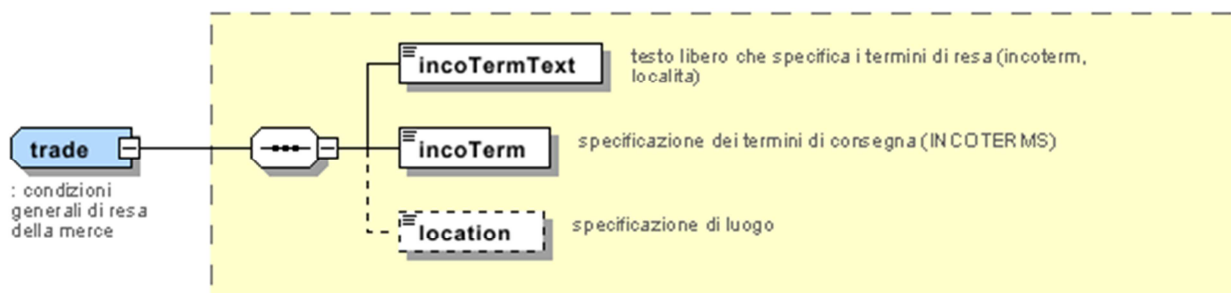 incoTermText
testo libero che specifica i termini di resa (incoterm,
localita)
trade
incoTerm
specificazione dei termini di consegna (INCOTERMS)
: condizioni
generali di resa
della merce
location
specificazione di luogo